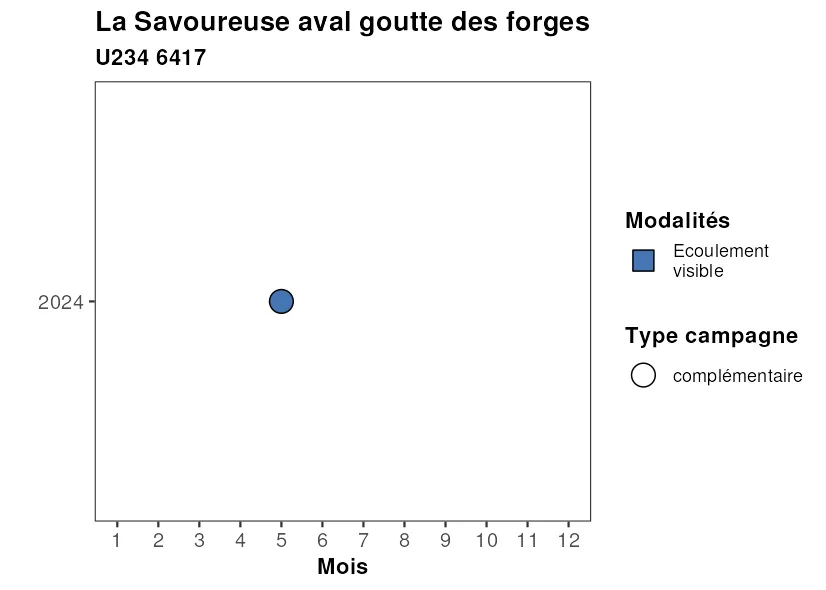 La Savoureuse aval goutte des forges
U234 6417
2024
1 2 3 4 5 6 7 8 9 10 11 12
Mois
Modalités
Ecoulement
visible
Type campagne
complémentaire